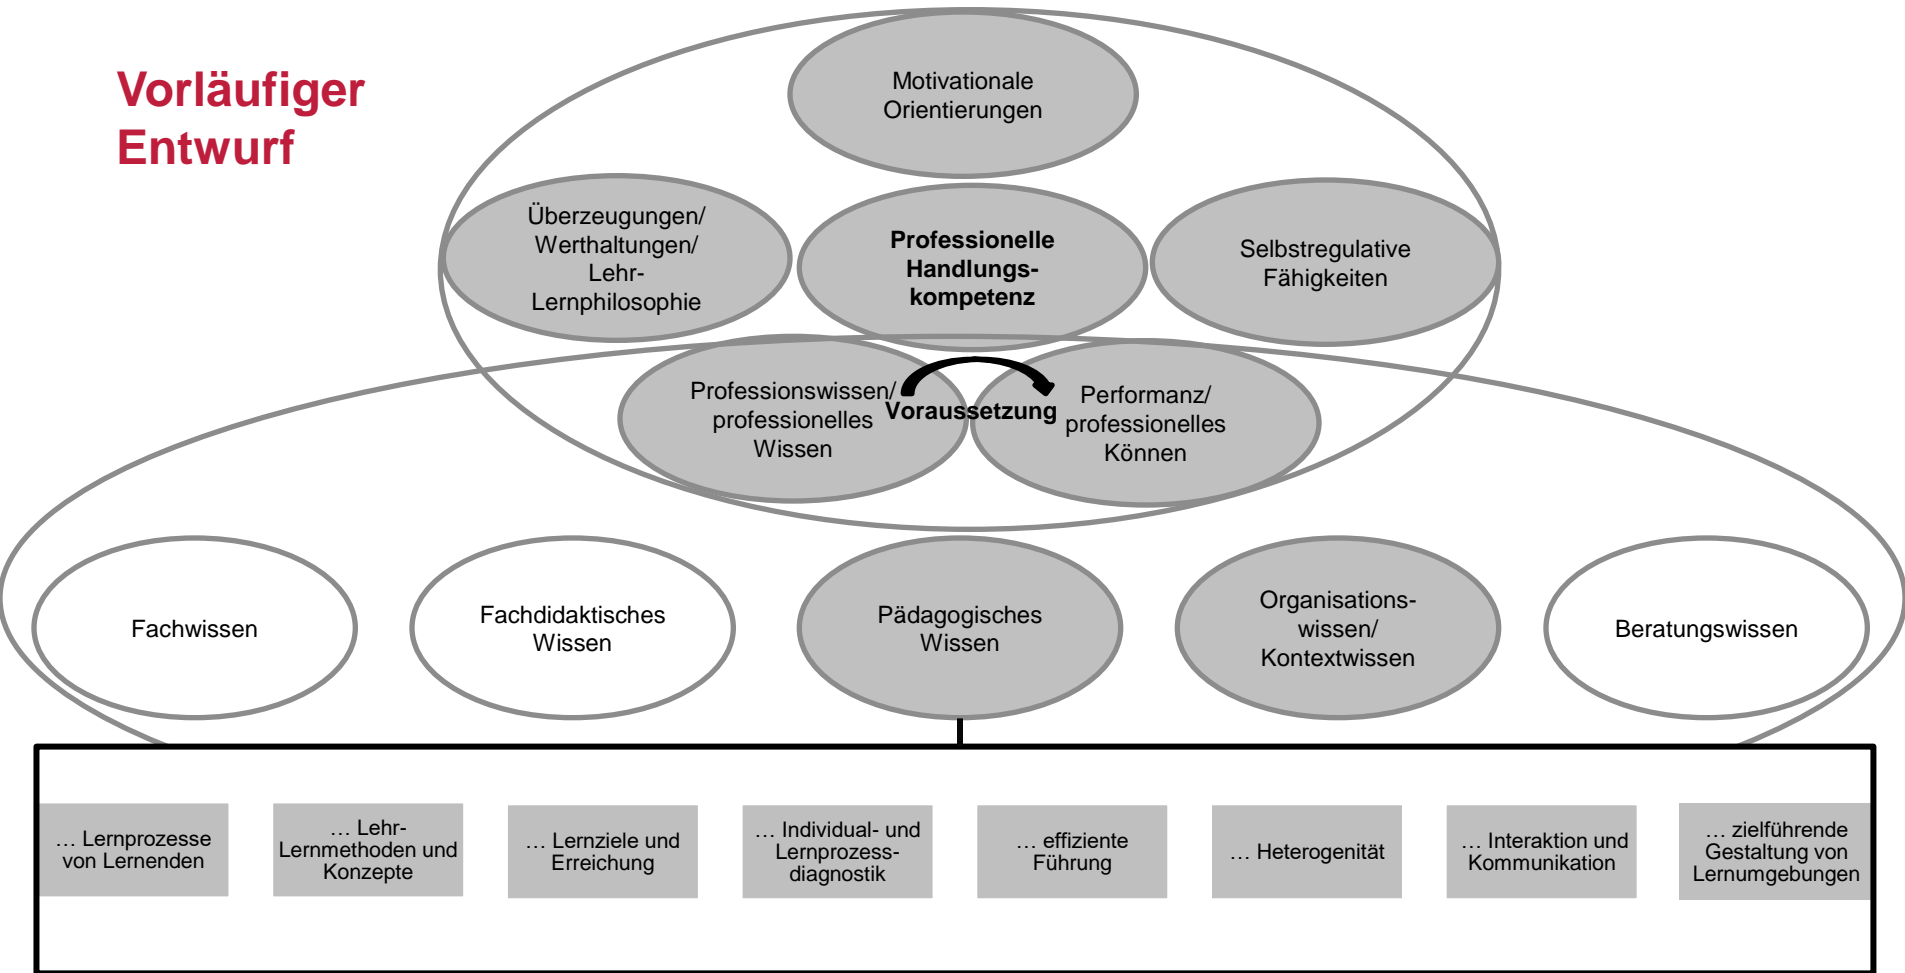 Vorläufiger
Entwurf
Motivationale
Orientierungen
Überzeugungen/
Werthaltungen/
Lehr-
Lernphilosophie
Professionelle
Handlungs-
kompetenz
Selbstregulative
Fähigkeiten
Professionswissen/
professionelles
Wissen
Voraussetzung
Performanz/
professionelles
Können
Fachwissen
Fachdidaktisches
Wissen
Pädagogisches
Wissen
Organisations-
wissen/
Kontextwissen
Beratungswissen
… Lernprozesse
von Lernenden
… Lehr-
Lernmethoden und
Konzepte
… Lernziele und
Erreichung
… Individual- und
Lernprozess-
diagnostik
… effiziente
Führung
… Heterogenität
… Interaktion und
Kommunikation
… zielführende
Gestaltung von
Lernumgebungen